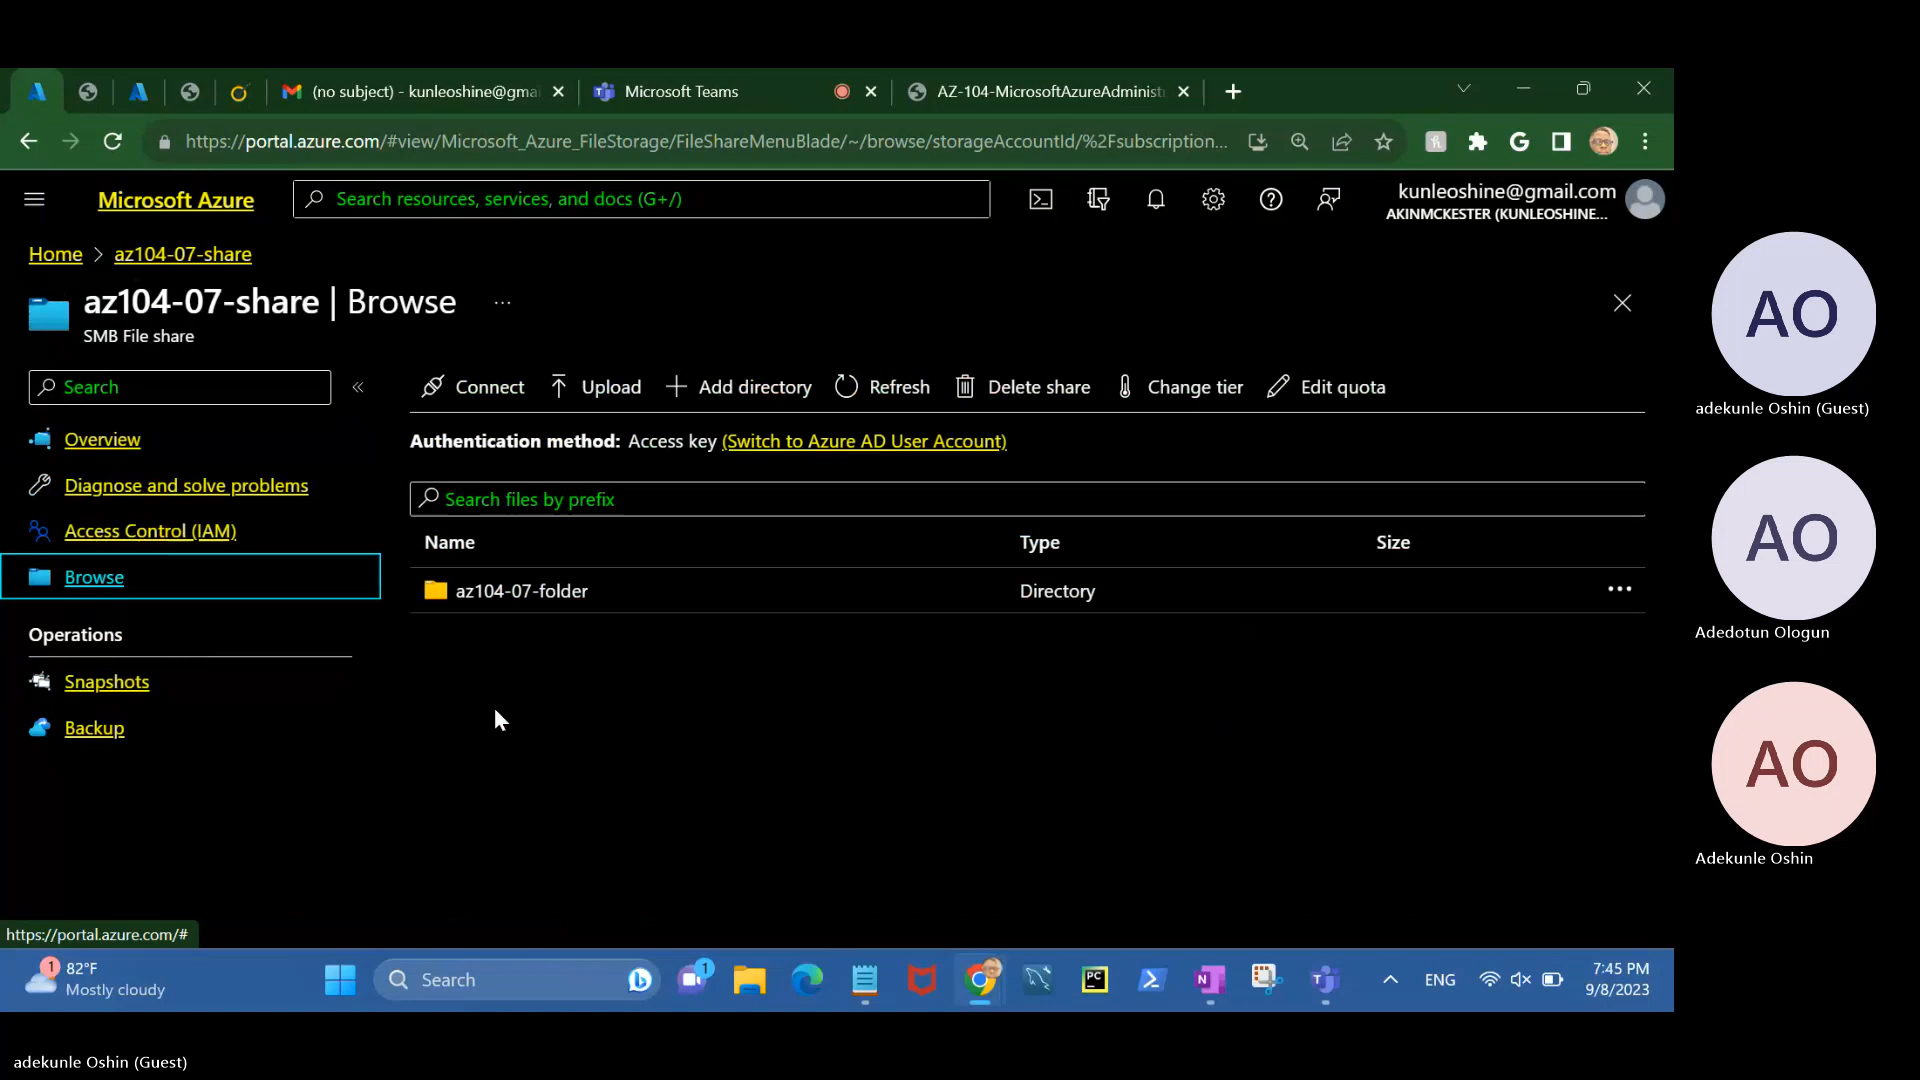 (no subject) - kunleoshine@gma
Microsoft Teams
AZ-104-MicrosoftAzureAdminist
https://portal.azure.com/#view/Microsoft_Azure_FileStorage/FileShareMenuBlade/~/browse/storageAccountId/%2Fsubscription...
Microsoft Azure
Search resources, services, and docs (G+/)
kunleoshine@gmail.com
AKINMCKESTER (KUNLEOSHINE...
Home > az104-07-share
az104-07-share | Browse ...
SMB File share
Search
Overview
Diagnose and solve problems
Access Control (IAM)
Browse
Operations
Snapshots
Backup
Connect
Upload
Add directory
Refresh
Delete share
Change tier
Edit quota
Authentication method: Access key (Switch to Azure AD User Account)
Search files by prefix
Name Type Size
az104-07-folder Directory
https://portal.azure.com/#
1
82°F
Mostly cloudy
Search
1
PC
N
T
ENG
7:45 PM
9/8/2023
AO
adekunle Oshin (Guest)
AO
Adedotun Ologun
AO
Adekunle Oshin
adekunle Oshin (Guest)